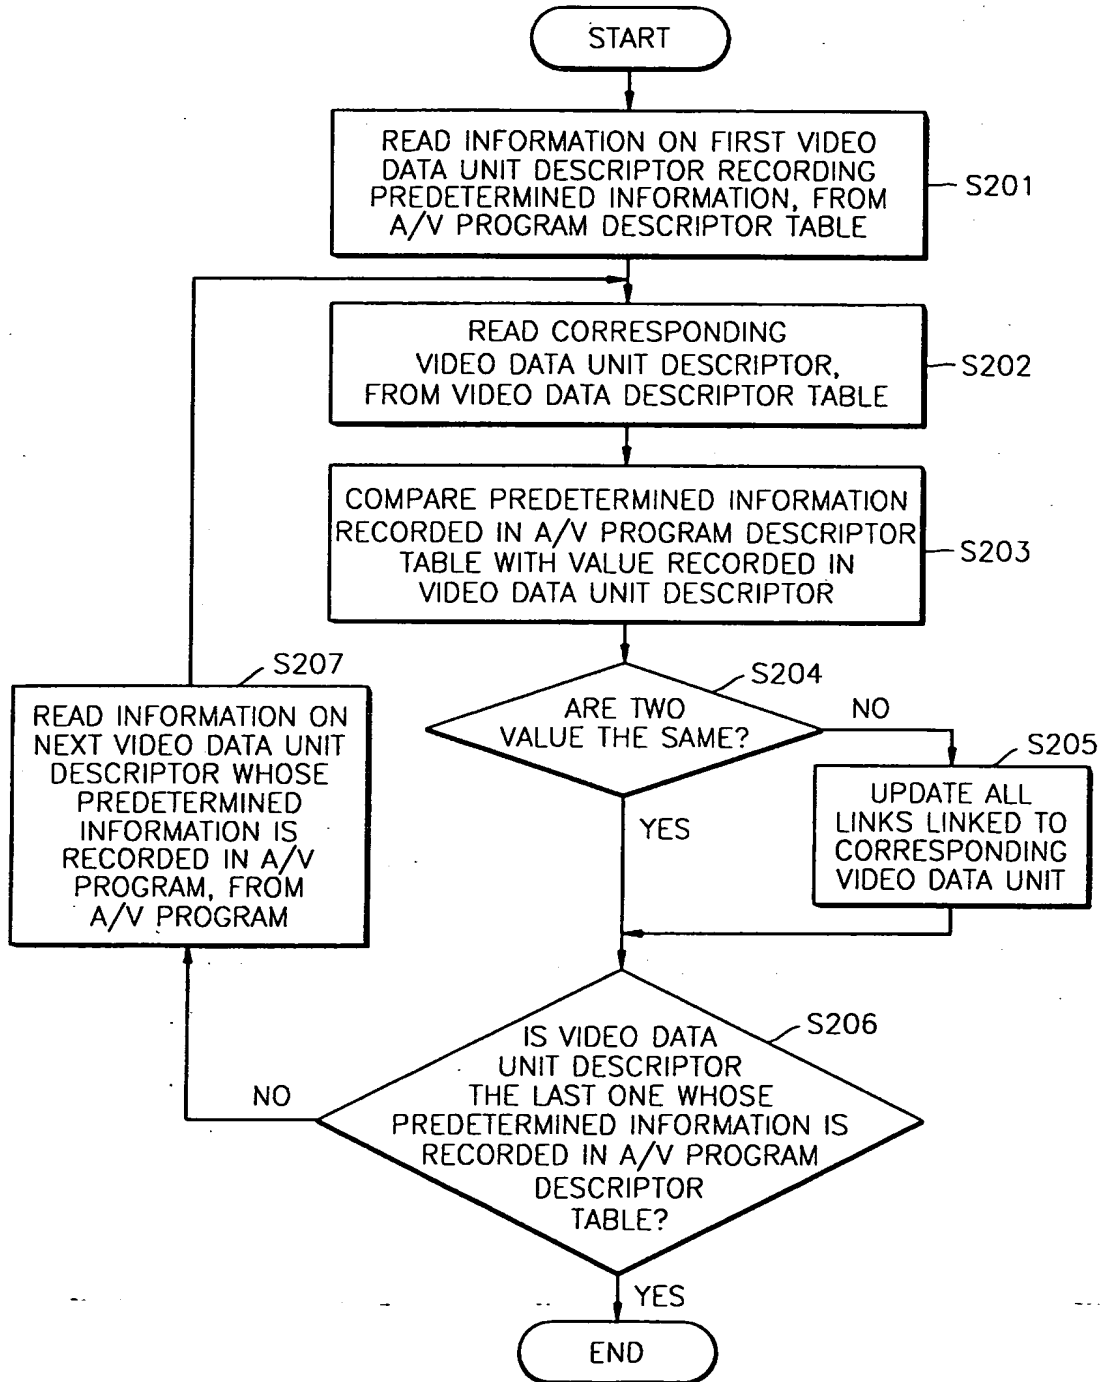 START
READ INFORMATION ON FIRST VIDEO
DATA UNIT DESCRIPTOR RECORDING
PREDETERMINED INFORMATION, FROM
A/V PROGRAM DESCRIPTOR TABLE
S201
READ CORRESPONDING
VIDEO DATA UNIT DESCRIPTOR,
FROM VIDEO DATA DESCRIPTOR TABLE
S202
COMPARE PREDETERMINED INFORMATION
RECORDED IN A/V PROGRAM DESCRIPTOR
TABLE WITH VALUE RECORDED IN
VIDEO DATA UNIT DESCRIPTOR
S203
S204
ARE TWO
VALUE THE SAME?
NO
YES
S205
UPDATE ALL
LINKS LINKED TO
CORRESPONDING
VIDEO DATA UNIT
S207
READ INFORMATION ON
NEXT VIDEO DATA UNIT
DESCRIPTOR WHOSE
PREDETERMINED
INFORMATION IS
RECORDED IN A/V
PROGRAM, FROM
A/V PROGRAM
S206
IS VIDEO DATA
UNIT DESCRIPTOR
THE LAST ONE WHOSE
PREDETERMINED INFORMATION IS
RECORDED IN A/V PROGRAM
DESCRIPTOR
TABLE?
NO
YES
END